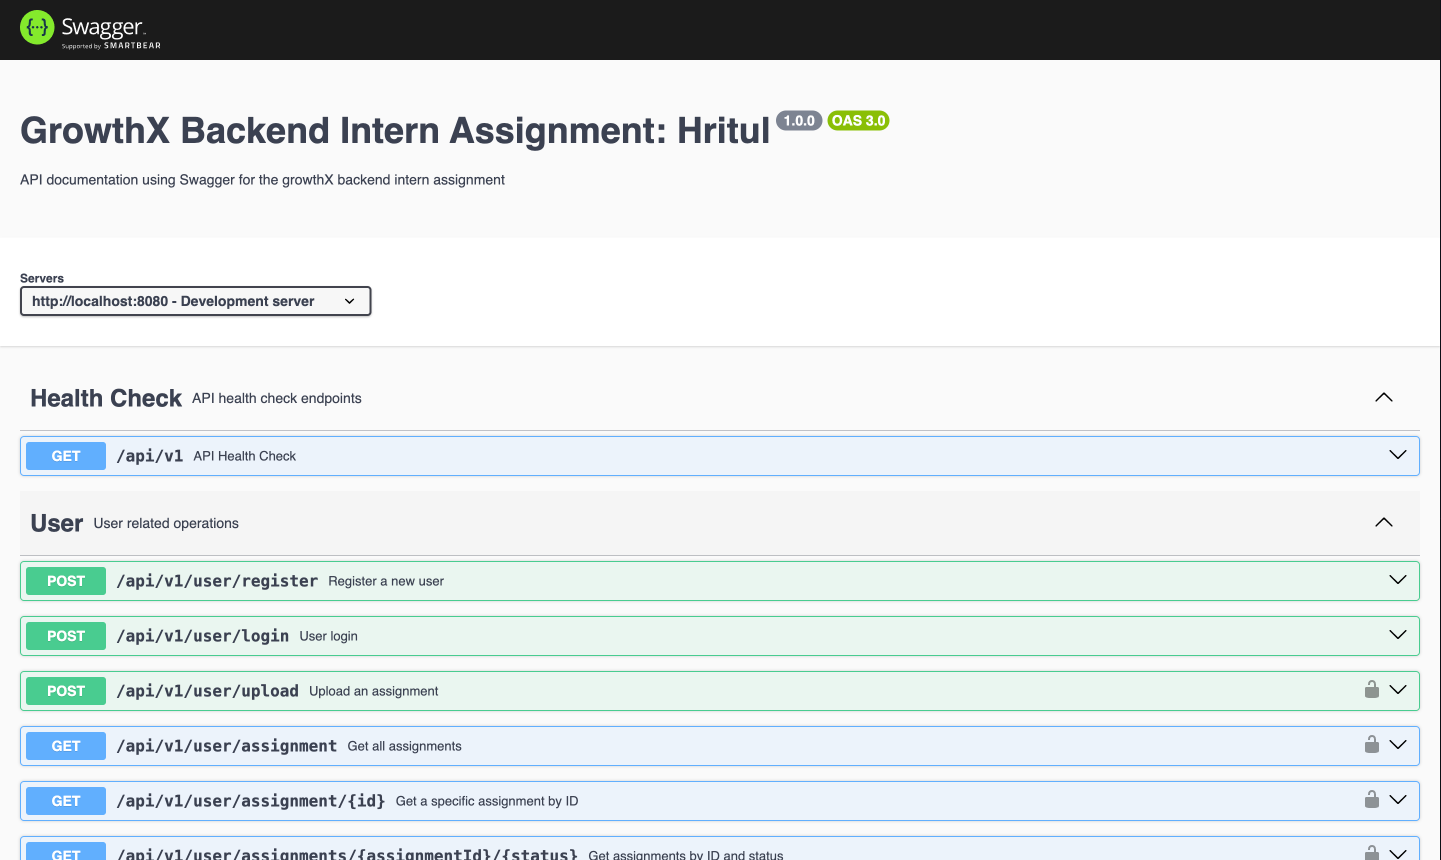 {...} Swagger
Supported by SMARTBEAR
GrowthX Backend Intern Assignment: Hritul 1.0.0 OAS 3.0
API documentation using Swagger for the growthX backend intern assignment
Servers
http://localhost:8080 - Development server
Health Check API health check endpoints
GET /api/v1 API Health Check
User User related operations
POST /api/v1/user/register Register a new user
POST /api/v1/user/login User login
POST /api/v1/user/upload Upload an assignment
GET /api/v1/user/assignment Get all assignments
GET /api/v1/user/assignment/{id} Get a specific assignment by ID
GET /api/v1/user/assignments/{assignmentId}/{status} Get assignments by ID and status